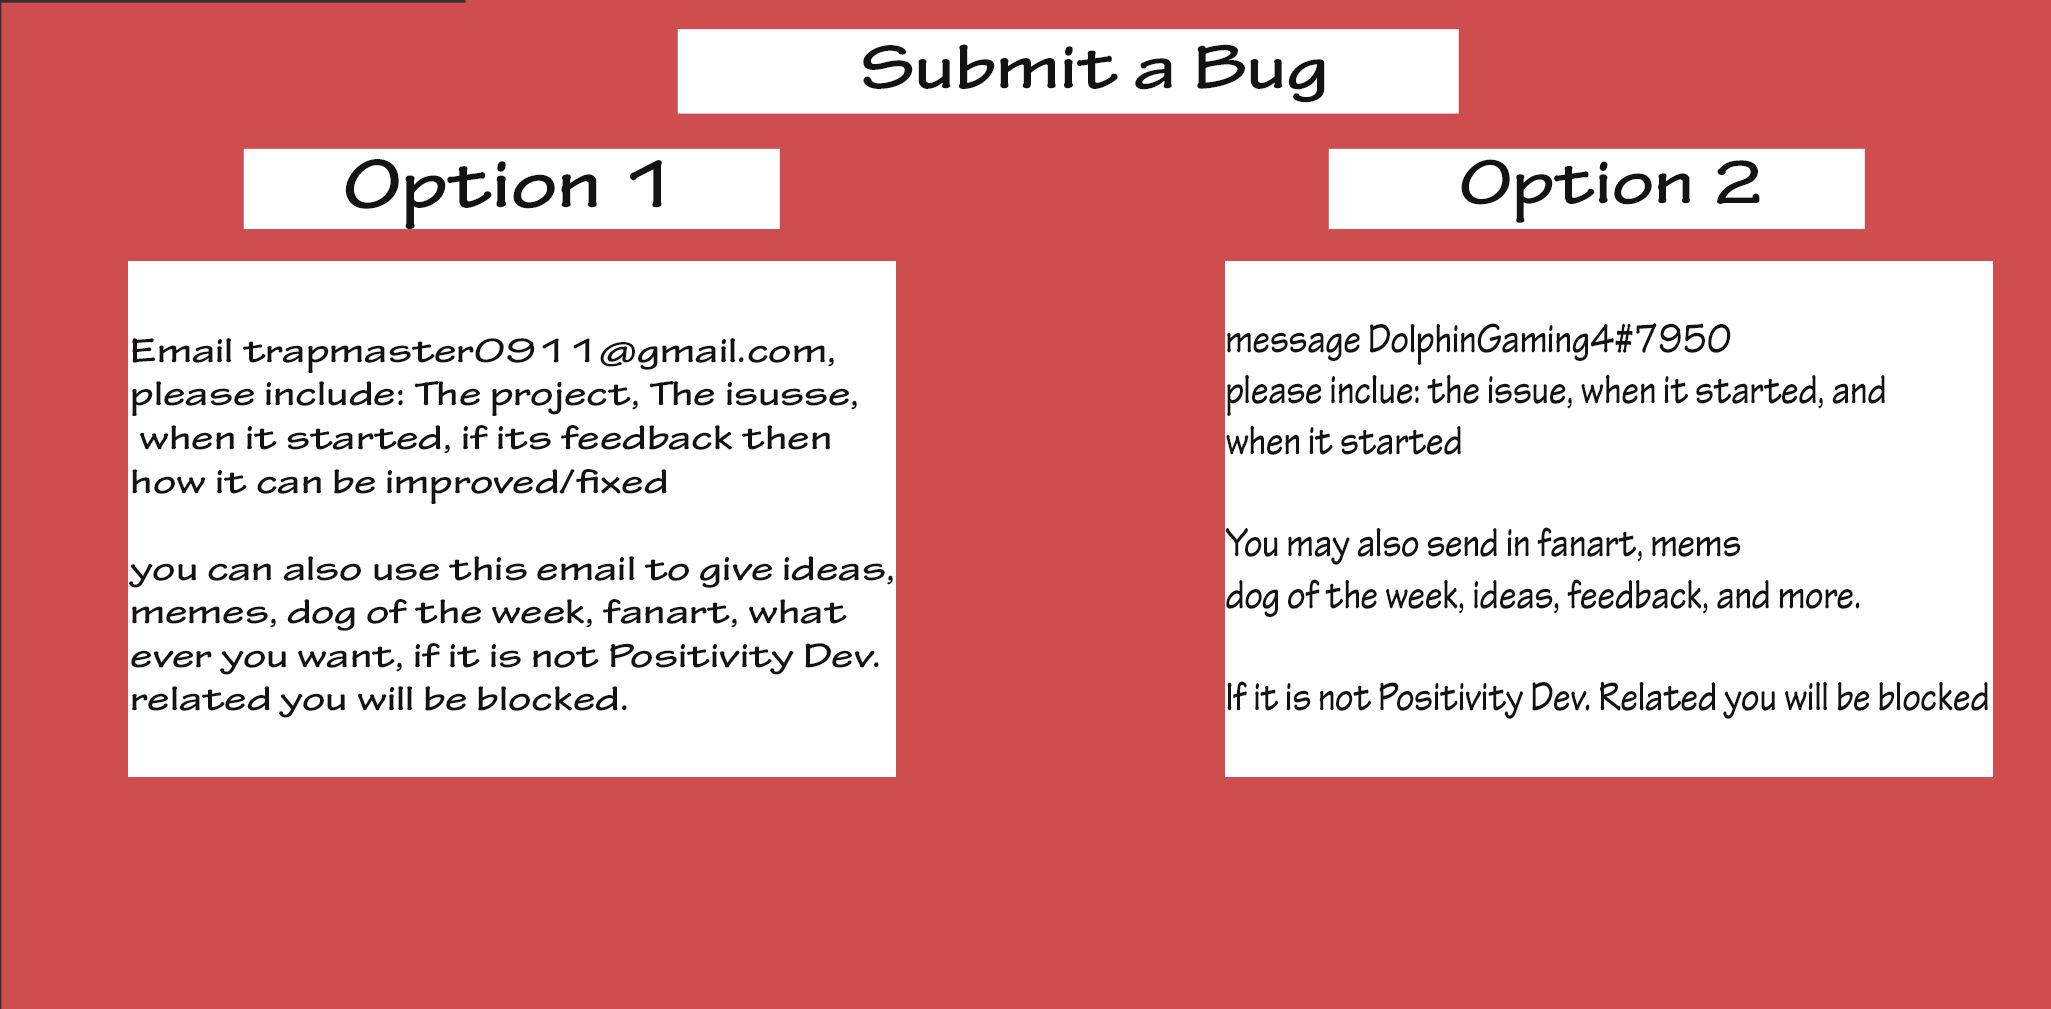 Submit a Bug
Option 1
Email trapmaster0911@gmail.com,
please include: The project, The isusse,
when it started, if its feedback then
how it can be improved/fixed
you can also use this email to give ideas,
memes, dog of the week, fanart, what
ever you want, if it is not Positivity Dev.
related you will be blocked.
Option 2
message DolphinGaming4#7950
please inclue: the issue, when it started, and
when it started
You may also send in fanart, mems
dog of the week, ideas, feedback, and more.
If it is not Positivity Dev. Related you will be blocked